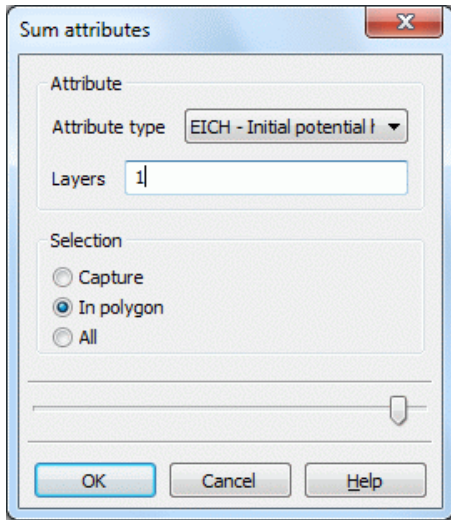 Sum attributes
Attribute
Attribute type EICH - Initial potential
Layers 1
Selection
Capture
In polygon
All
OK Cancel Help